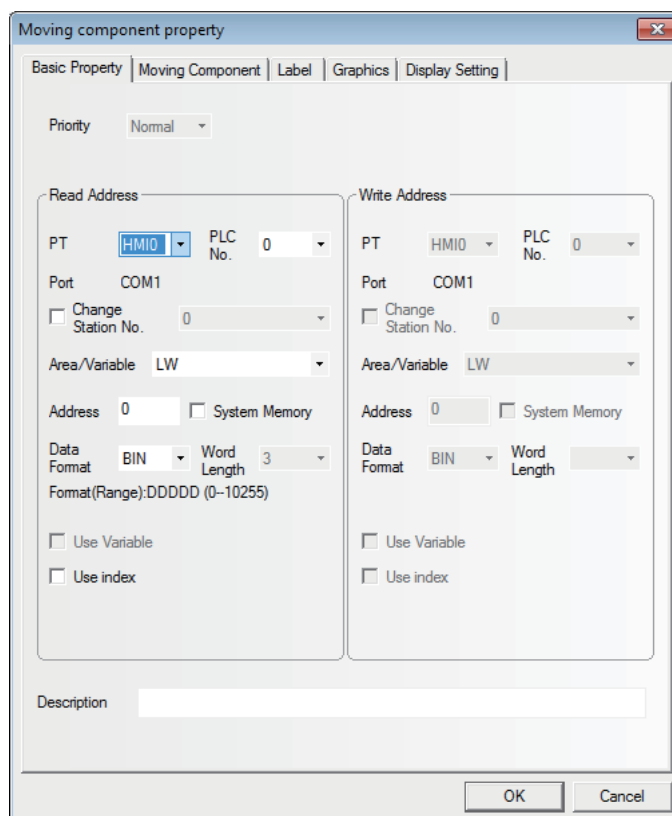 Moving component property
Basic Property Moving Component Label Graphics Display Setting
Priority Normal
Read Address
PT HMI0 PLC No. 0
Port COM1
Change Station No. 0
Area/Variable LW
Address 0 System Memory
Data Format BIN Word Length 3
Format(Range):DDDDD (0--10255)
Use Variable
Use index
Write Address
PT HMI0 PLC No. 0
Port COM1
Change Station No. 0
Area/Variable LW
Address 0 System Memory
Data Format BIN Word Length
Use Variable
Use index
Description
OK Cancel